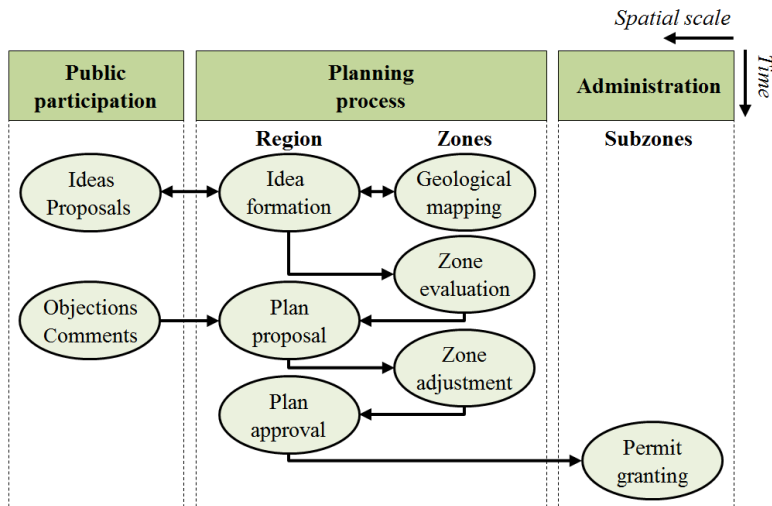 Spatial scale
Time
Public
participation
Planning
process
Administration
Region
Zones
Subzones
Ideas
Proposals
Idea
formation
Geological
mapping
Zone
evaluation
Objections
Comments
Plan
proposal
Zone
adjustment
Plan
approval
Permit
granting